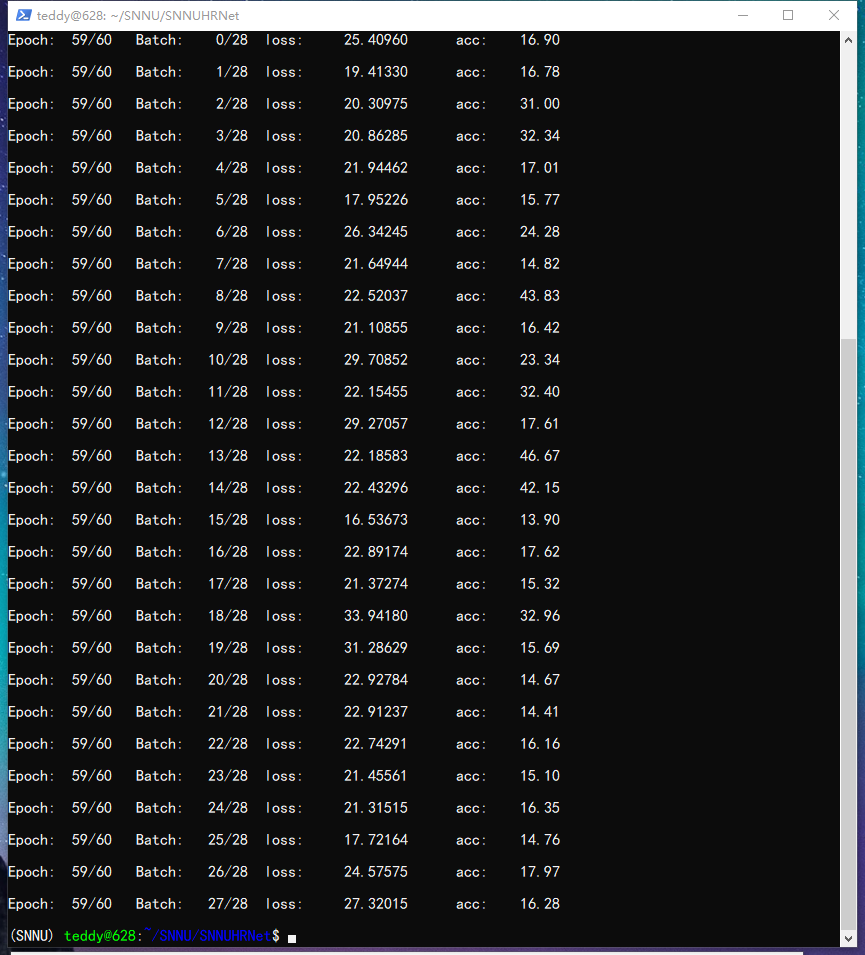 teddy@628: ~/SNNU/SNNUHRNet
Epoch: 59/60 Batch: 0/28 loss: 25.40960 acc: 16.90
Epoch: 59/60 Batch: 1/28 loss: 19.41330 acc: 16.78
Epoch: 59/60 Batch: 2/28 loss: 20.30975 acc: 31.00
Epoch: 59/60 Batch: 3/28 loss: 20.86285 acc: 32.34
Epoch: 59/60 Batch: 4/28 loss: 21.94462 acc: 17.01
Epoch: 59/60 Batch: 5/28 loss: 17.95226 acc: 15.77
Epoch: 59/60 Batch: 6/28 loss: 26.34245 acc: 24.28
Epoch: 59/60 Batch: 7/28 loss: 21.64944 acc: 14.82
Epoch: 59/60 Batch: 8/28 loss: 22.52037 acc: 43.83
Epoch: 59/60 Batch: 9/28 loss: 21.10855 acc: 16.42
Epoch: 59/60 Batch: 10/28 loss: 29.70852 acc: 23.34
Epoch: 59/60 Batch: 11/28 loss: 22.15455 acc: 32.40
Epoch: 59/60 Batch: 12/28 loss: 29.27057 acc: 17.61
Epoch: 59/60 Batch: 13/28 loss: 22.18583 acc: 46.67
Epoch: 59/60 Batch: 14/28 loss: 22.43296 acc: 42.15
Epoch: 59/60 Batch: 15/28 loss: 16.53673 acc: 13.90
Epoch: 59/60 Batch: 16/28 loss: 22.89174 acc: 17.62
Epoch: 59/60 Batch: 17/28 loss: 21.37274 acc: 15.32
Epoch: 59/60 Batch: 18/28 loss: 33.94180 acc: 32.96
Epoch: 59/60 Batch: 19/28 loss: 31.28629 acc: 15.69
Epoch: 59/60 Batch: 20/28 loss: 22.92784 acc: 14.67
Epoch: 59/60 Batch: 21/28 loss: 22.91237 acc: 14.41
Epoch: 59/60 Batch: 22/28 loss: 22.74291 acc: 16.16
Epoch: 59/60 Batch: 23/28 loss: 21.45561 acc: 15.10
Epoch: 59/60 Batch: 24/28 loss: 21.31515 acc: 16.35
Epoch: 59/60 Batch: 25/28 loss: 17.72164 acc: 14.76
Epoch: 59/60 Batch: 26/28 loss: 24.57575 acc: 17.97
Epoch: 59/60 Batch: 27/28 loss: 27.32015 acc: 16.28
(SNNU) teddy@628:~/SNNU/SNNUHRNet$